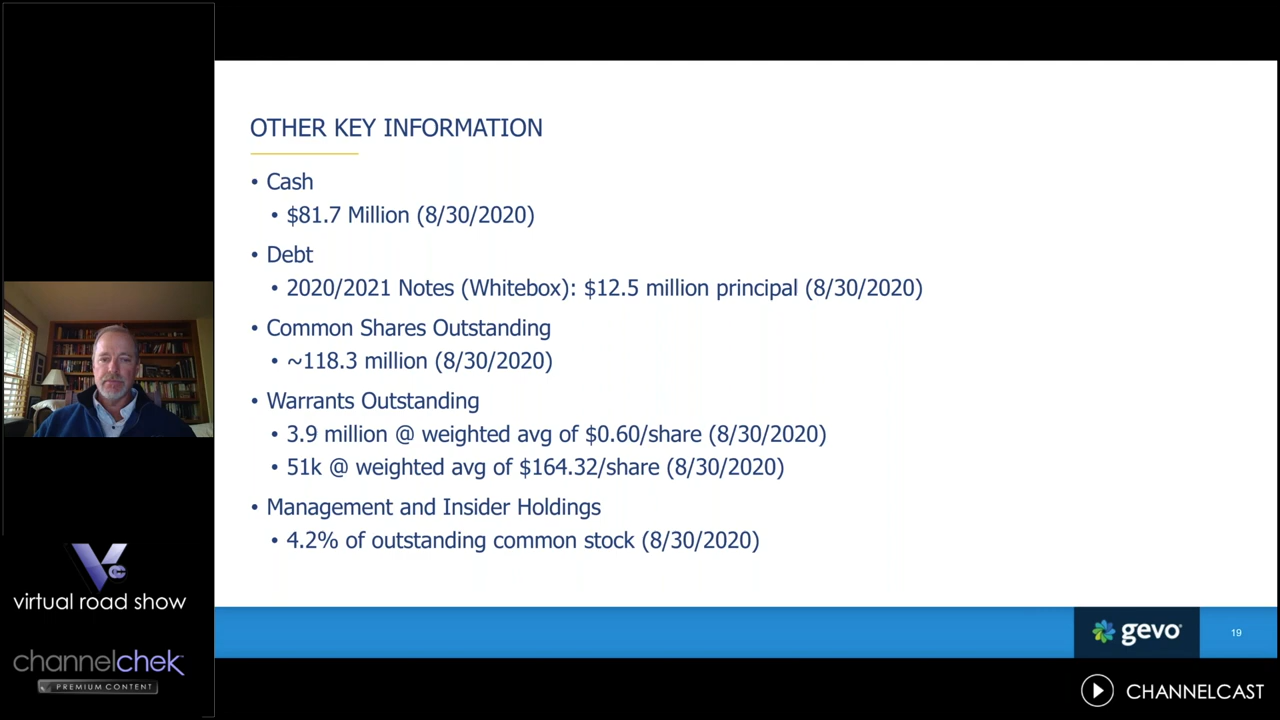 OTHER KEY INFORMATION
• Cash
• $81.7 Million (8/30/2020)
• Debt
• 2020/2021 Notes (Whitebox): $12.5 million principal (8/30/2020)
• Common Shares Outstanding
• ~118.3 million (8/30/2020)
• Warrants Outstanding
• 3.9 million @ weighted avg of $0.60/share (8/30/2020)
• 51k @ weighted avg of $164.32/share (8/30/2020)
• Management and Insider Holdings
• 4.2% of outstanding common stock (8/30/2020)
gevo
19
VC
virtual road show
channelchek
PREMIUM CONTENT
CHANNELCAST